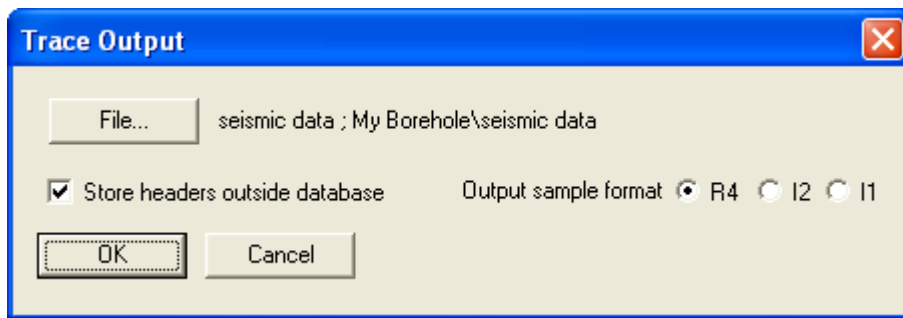 Trace Output
File... seismic data ; My Borehole\seismic data
Store headers outside database Output sample format R4 I2 I1
OK Cancel